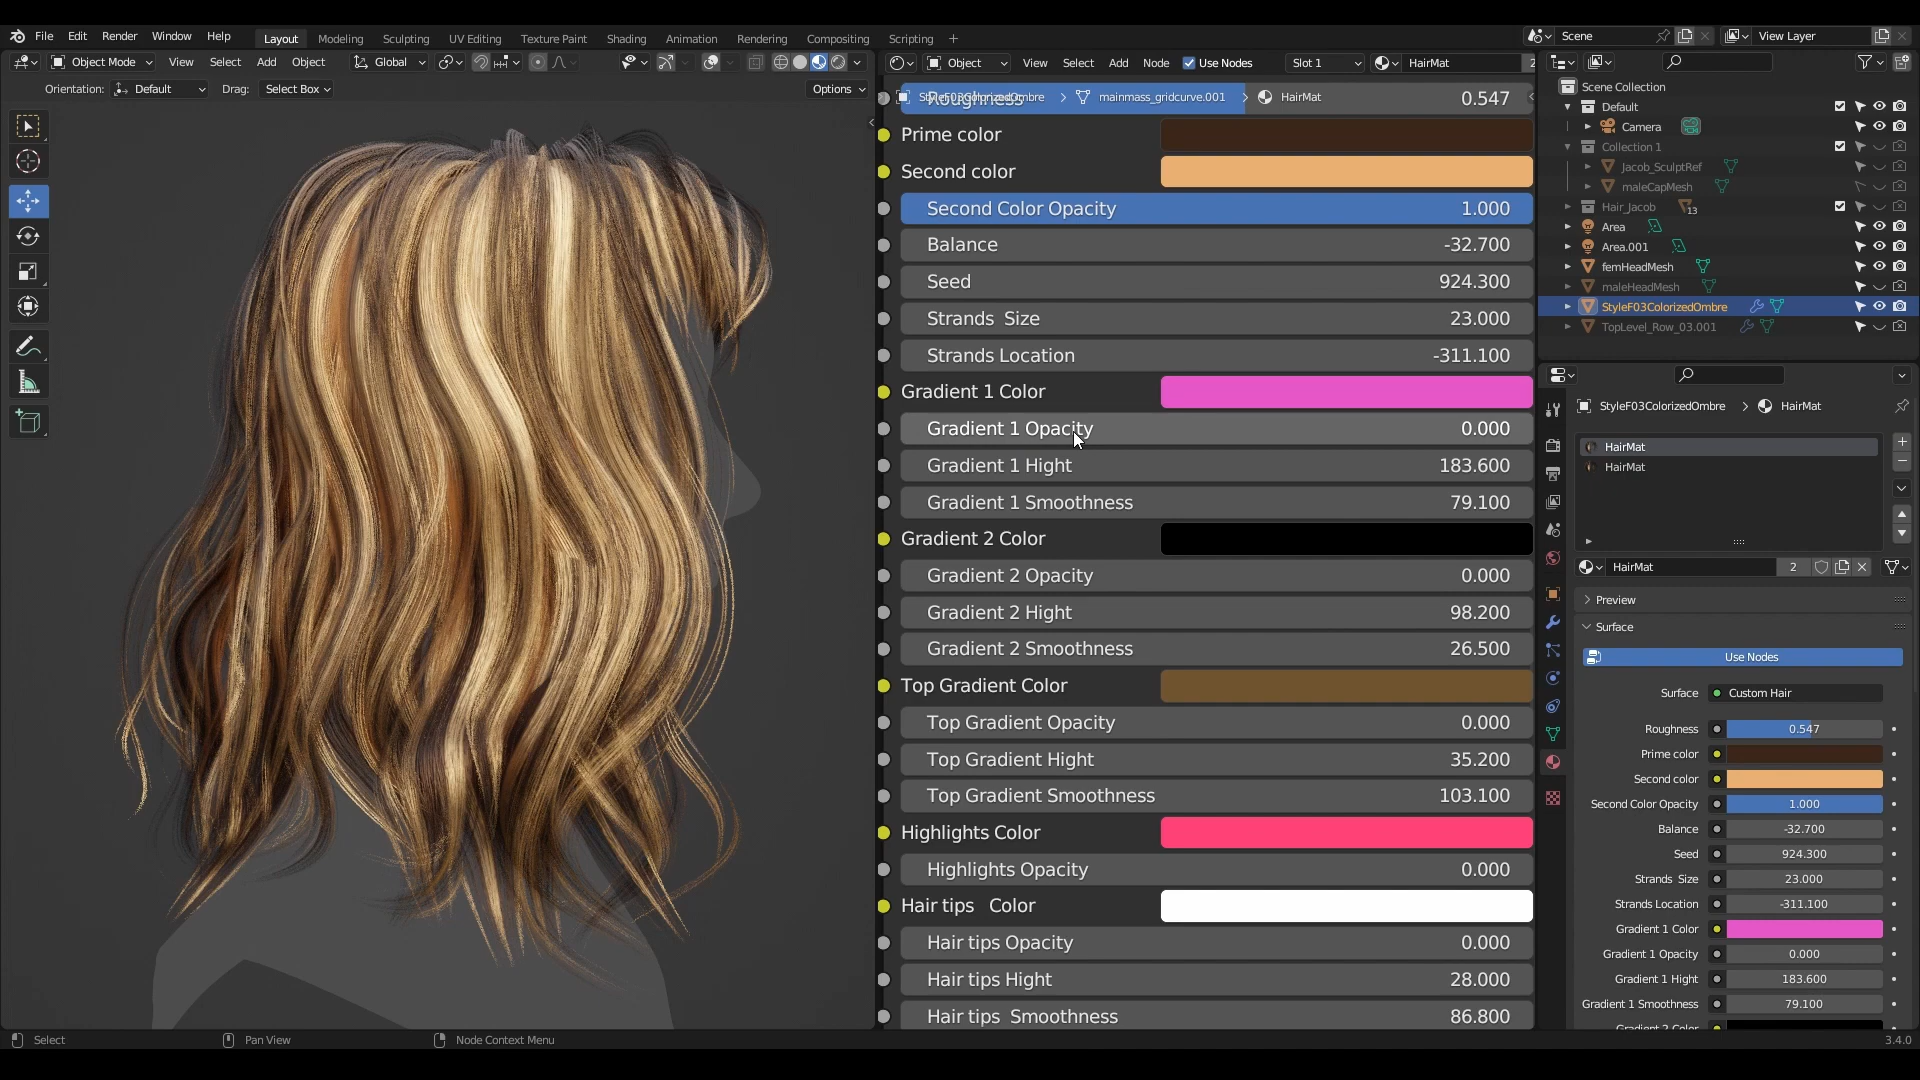 File Edit Render Window Help Layout Modeling Sculpting UV Editing Texture Paint Shading Animation Rendering Compositing Scripting + Scene View Layer
Object Mode View Select Add Object Global
Object View Select Add Node Use Nodes Slot 1 HairMat 2
Orientation: Default Drag: Select Box Options
StyleF03ColorizedOmbre > mainmass_gridcurve.001 > HairMat
Roughness 0.547
Prime color
Second color
Second Color Opacity 1.000
Balance -32.700
Seed 924.300
Strands Size 23.000
Strands Location -311.100
Gradient 1 Color
Gradient 1 Opacity 0.000
Gradient 1 Hight 183.600
Gradient 1 Smoothness 79.100
Gradient 2 Color
Gradient 2 Opacity 0.000
Gradient 2 Hight 98.200
Gradient 2 Smoothness 26.500
Top Gradient Color
Top Gradient Opacity 0.000
Top Gradient Hight 35.200
Top Gradient Smoothness 103.100
Highlights Color
Highlights Opacity 0.000
Hair tips Color
Hair tips Opacity 0.000
Hair tips Hight 28.000
Hair tips Smoothness 86.800
Scene Collection
Default
Camera
Collection 1
Jacob_SculptRef
maleCapMesh
Hair_Jacob 13
Area
Area.001
femHeadMesh
maleHeadMesh
StyleF03ColorizedOmbre
TopLevel_Row_03.001
StyleF03ColorizedOmbre > HairMat
HairMat
HairMat
HairMat 2
Preview
Surface
Use Nodes
Surface Custom Hair
Roughness 0.547
Prime color
Second color
Second Color Opacity 1.000
Balance -32.700
Seed 924.300
Strands Size 23.000
Strands Location -311.100
Gradient 1 Color
Gradient 1 Opacity 0.000
Gradient 1 Hight 183.600
Gradient 1 Smoothness 79.100
Gradient 2 Color
Select Pan View Node Context Menu 3.4.0